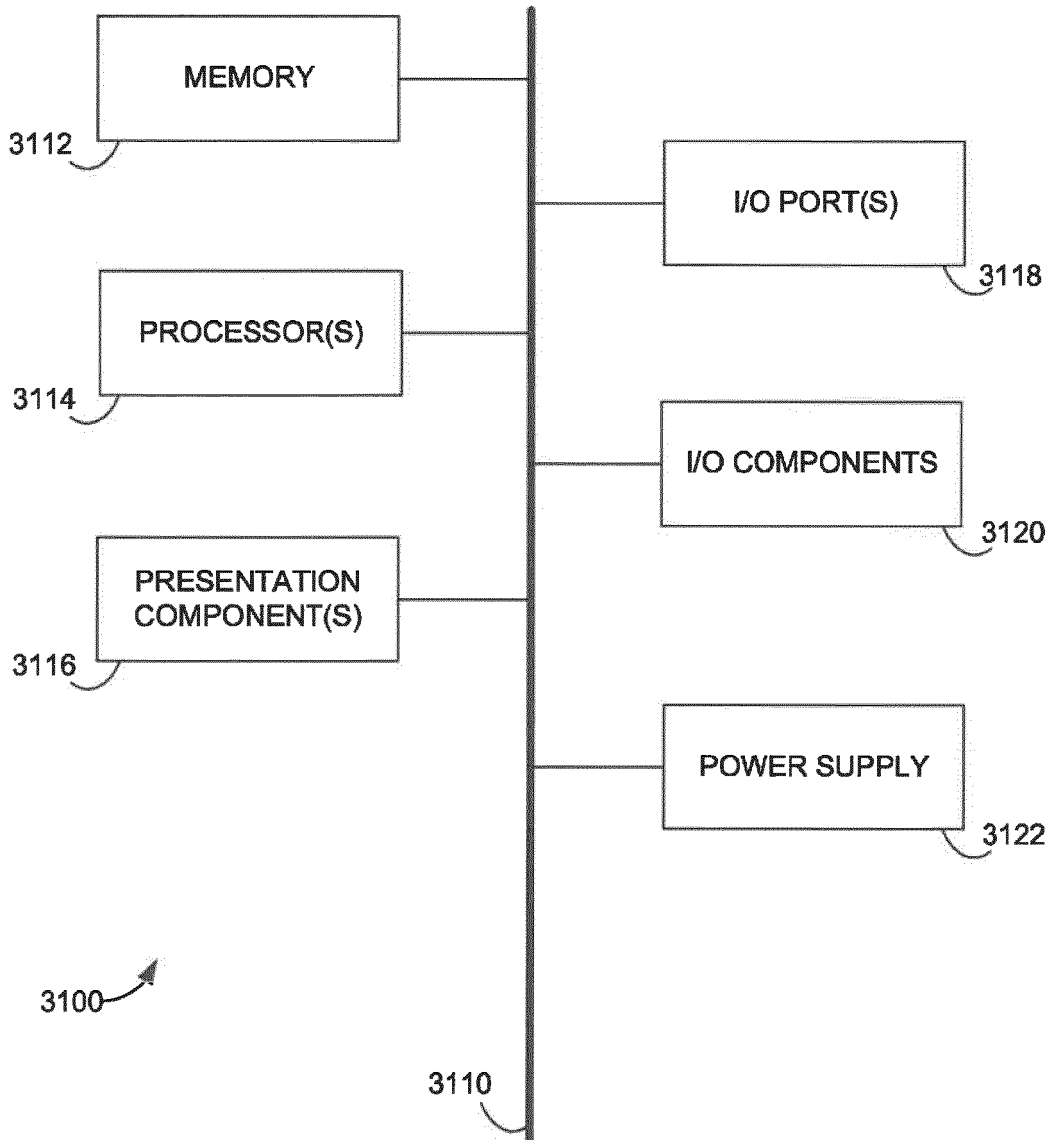 MEMORY
3112
I/O PORT(S)
3118
PROCESSOR(S)
3114
I/O COMPONENTS
3120
PRESENTATION
COMPONENT(S)
3116
POWER SUPPLY
3122
3100
3110